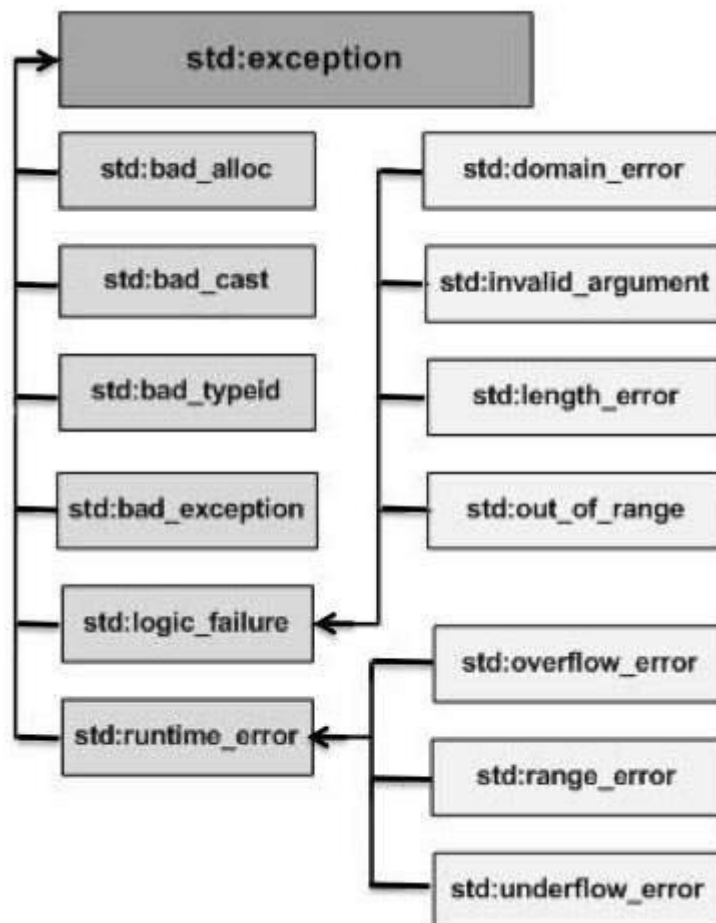 std:exception
std:bad_alloc
std:bad_cast
std:bad_typeid
std:bad_exception
std:logic_failure
std:runtime_error
std:domain_error
std:invalid_argument
std:length_error
std:out_of_range
std:overflow_error
std:range_error
std:underflow_error